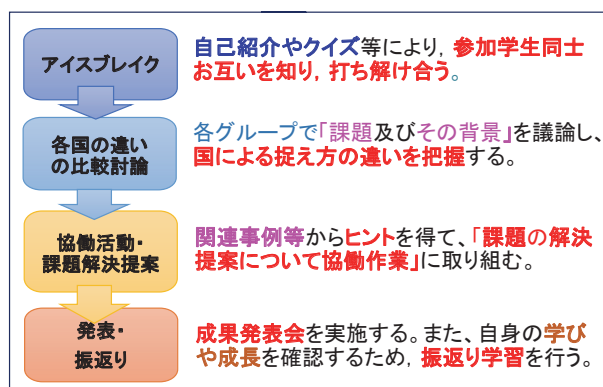 アイスブレイク
自己紹介やクイズ等により，参加学生同士
お互いを知り，打ち解け合う。
各国の違い
の比較討論
各グループで「課題及びその背景」を議論し、
国による捉え方の違いを把握する。
協働活動・
課題解決提案
関連事例等からヒントを得て、「課題の解決
提案について協働作業」に取り組む。
発表・
振返り
成果発表会を実施する。また、自身の学び
や成長を確認するため，振返り学習を行う。